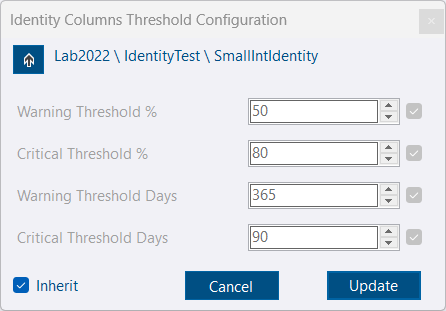 Identity Columns Threshold Configuration
Lab2022 \ IdentityTest \ SmallIntIdentity
Warning Threshold % 50
Critical Threshold % 80
Warning Threshold Days 365
Critical Threshold Days 90
Inherit Cancel Update